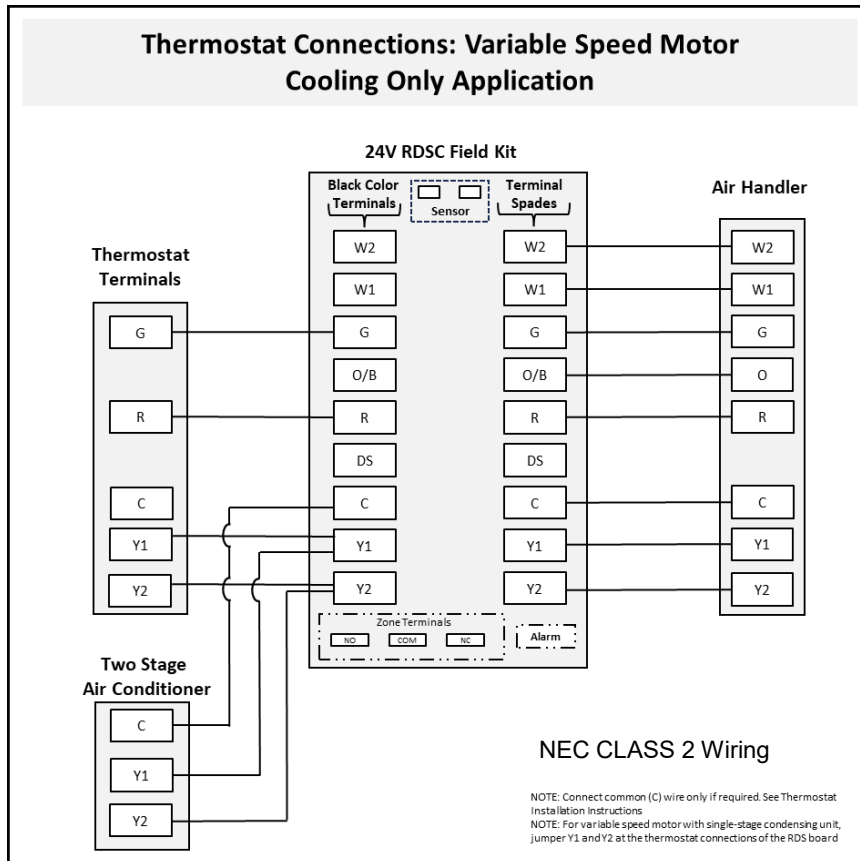 Thermostat Connections: Variable Speed Motor
Cooling Only Application
24V RDSC Field Kit
Black Color
Terminals
Sensor
Terminal
Spades
W2
W1
G
O/B
R
DS
C
Y1
Y2
W2
W1
G
O/B
R
DS
C
Y1
Y2
Zone Terminals
NO
COM
NC
Alarm
Air Handler
W2
W1
G
O
R
C
Y1
Y2
Thermostat
Terminals
G
R
C
Y1
Y2
Two Stage
Air Conditioner
C
Y1
Y2
NEC CLASS 2 Wiring
NOTE: Connect common (C) wire only if required. See Thermostat
Installation Instructions
NOTE: For variable speed motor with single-stage condensing unit,
jumper Y1 and Y2 at the thermostat connections of the RDS board